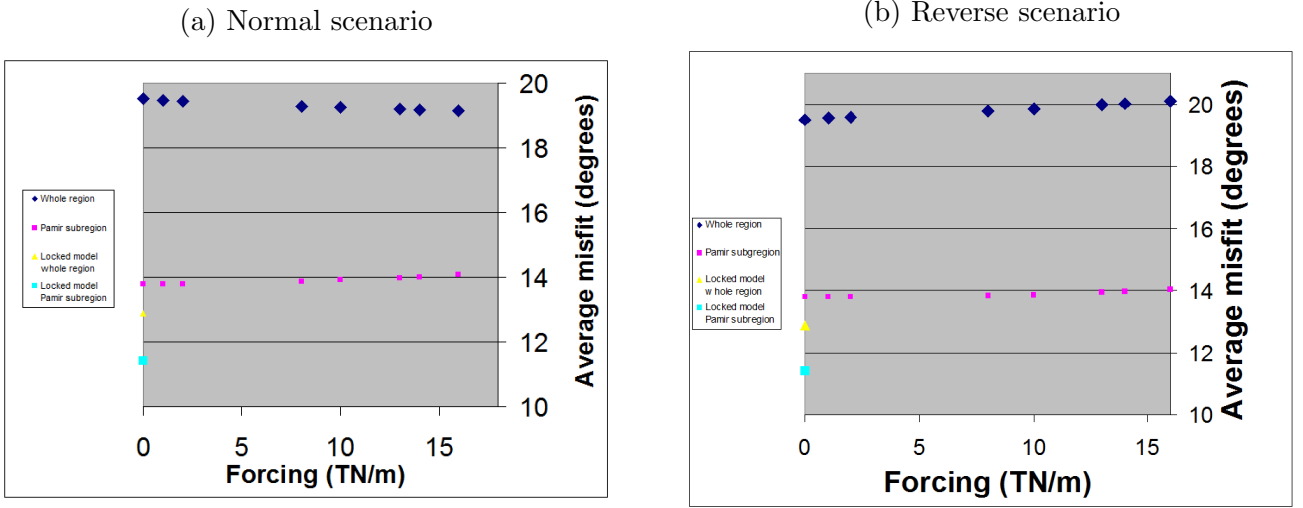 (a) Normal scenario
20
18
16
14
12
10
Average misfit (degrees)
Whole region
Pamir subregion
Locked model
whole region
Locked model
Pamir subregion
0 5 10 15
Forcing (TN/m)
(b) Reverse scenario
20
18
16
14
12
10
Average misfit (degrees)
Whole region
Pamir subgregion
Locked model
w hole region
Locked model
Pamir subregion
0 5 10 15
Forcing (TN/m)